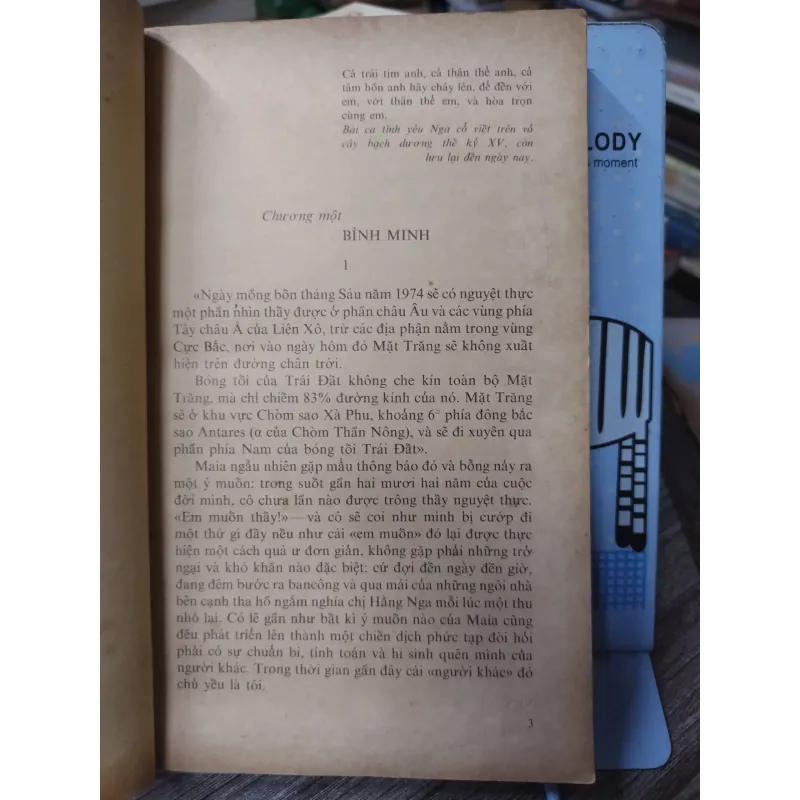 Cả trái tim anh, cả thân thể anh, cả
tâm hồn anh hãy cháy lên, để đến với
em, với thân thể em, và hòa trọn
cùng em.
Bài ca tình yêu Nga cổ viết trên vỏ
cây bạch dương thế kỷ XV, còn
lưu lại đến ngày nay.
LODY
moment
Chương một
BÌNH MINH
1
«Ngày mồng bốn tháng Sáu năm 1974 sẽ có nguyệt thực
một phần nhìn thấy được ở phần châu Âu và các vùng phía
Tây châu Á của Liên Xô, trừ các địa phận nằm trong vùng
Cực Bắc, nơi vào ngày hôm đó Mặt Trăng sẽ không xuất
hiện trên đường chân trời.
Bóng tối của Trái Đất không che kín toàn bộ Mặt
Trăng, mà chỉ chiếm 83% đường kính của nó. Mặt Trăng
sẽ ở khu vực Chòm sao Xà Phu, khoảng 6° phía đông bắc
sao Antares (α của Chòm Thần Nông), và sẽ đi xuyên qua
phần phía Nam của bóng tối Trái Đất».
Maia ngẫu nhiên gặp mẩu thông báo đó và bỗng nảy ra
một ý muốn: trong suốt gần hai mươi hai năm của cuộc
đời mình, cô chưa lần nào được trông thấy nguyệt thực.
«Em muốn thấy!» — và cô sẽ coi như mình bị cướp đi
một thứ gì đấy nếu như cái «em muốn» đó lại được thực
hiện một cách quá ư đơn giản, không gặp phải những trở
ngại và khó khăn nào đặc biệt: cứ đợi đến ngày đến giờ,
đang đêm bước ra bancông và qua mái của những ngôi nhà
bên cạnh tha hồ ngắm nghía chị Hằng Nga mỗi lúc một thu
nhỏ lại. Có lẽ gần như bất kì ý muốn nào của Maia cũng
đều phát triển lên thành một chiến dịch phức tạp đòi hỏi
phải có sự chuẩn bị, tính toán và hi sinh quên mình của
người khác. Trong thời gian gần đây cái «người khác» đó
chủ yếu là tôi.
3